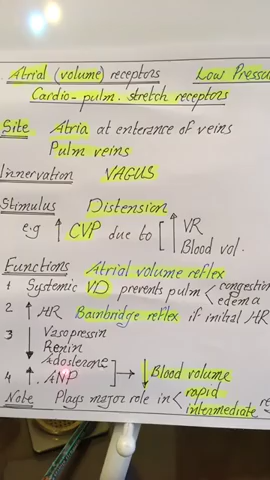 Atrial (volume) receptors Low Pressu
Cardio-pulm. stretch receptors
Site Atria at enterance of veins
Pulm veins
Innervation VAGUS
Stimulus Distension
e.g ↑ CVP due to [ ↑ VR
Blood vol.
Functions Atrial volume reflex
1 Systemic VD prevents pulm < congestion
edema
2 ↑ HR Bainbridge reflex if initial HR
3 ↓ Vasopressin
Renin
Adosterone
4 ↑ . ANP → ↓ Blood volume
Note Plays major role in < rapid
intermediate re